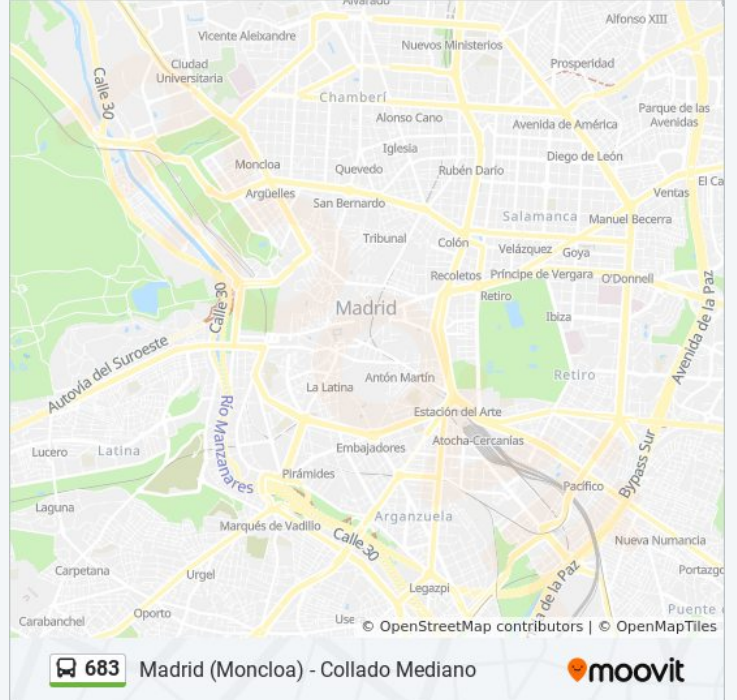 Alvarado
Alfonso XIII
Vicente Aleixandre
Nuevos Ministerios
Ciudad
Universitaria
Prosperidad
Calle 30
Chamberí
Parque de las
Avenidas
Alonso Cano
Avenida de América
Iglesia
Diego de León
Moncloa
Quevedo
Rubén Darío
El Ca
Argüelles
Ventas
San Bernardo
Salamanca
Manuel Becerra
Tribunal
Colón
Velázquez
Goya
Recoletos
Príncipe de Vergara
O'Donnell
Retiro
Calle 30
Madrid
Ibiza
Avenida de la Paz
Autovía del Suroeste
Retiro
La Latina
Antón Martín
Estación del Arte
Río Manzanares
Atocha-Cercanías
Lucero
Latina
Embajadores
Bypass Sur
Pirámides
Pacífico
Laguna
Arganzuela
Marqués de Vadillo
Calle 30
Nueva Numancia
Carpetana
Urgel
Portazgo
Legazpi
a de la Paz
Oporto
Puente
Carabanchel
Use
© OpenStreetMap contributors | © OpenMapTiles
683 Madrid (Moncloa) - Collado Mediano
moovit